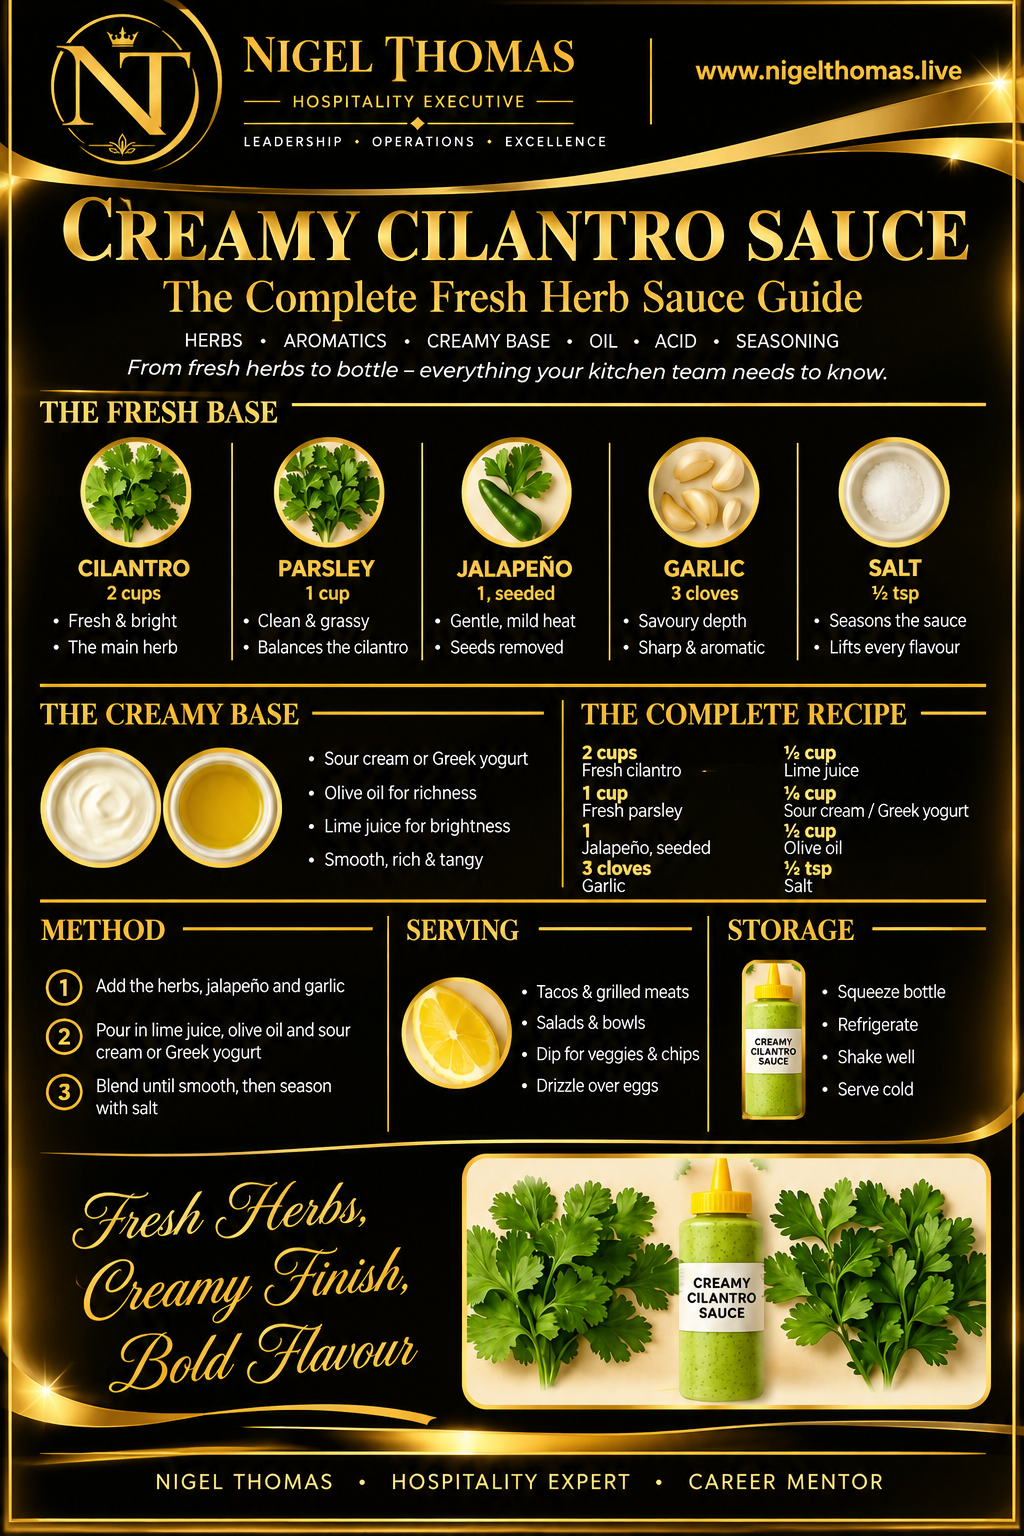 NT
NIGEL THOMAS
HOSPITALITY EXECUTIVE
LEADERSHIP • OPERATIONS • EXCELLENCE
www.nigelthomas.live
CREAMY CILANTRO SAUCE
The Complete Fresh Herb Sauce Guide
HERBS • AROMATICS • CREAMY BASE • OIL • ACID • SEASONING
From fresh herbs to bottle – everything your kitchen team needs to know.
THE FRESH BASE
CILANTRO
2 cups
• Fresh & bright
• The main herb
PARSLEY
1 cup
• Clean & grassy
• Balances the cilantro
JALAPEÑO
1, seeded
• Gentle, mild heat
• Seeds removed
GARLIC
3 cloves
• Savoury depth
• Sharp & aromatic
SALT
½ tsp
• Seasons the sauce
• Lifts every flavour
THE CREAMY BASE
• Sour cream or Greek yogurt
• Olive oil for richness
• Lime juice for brightness
• Smooth, rich & tangy
THE COMPLETE RECIPE
2 cups
Fresh cilantro
1 cup
Fresh parsley
1
Jalapeño, seeded
3 cloves
Garlic
½ cup
Lime juice
cup
Sour cream / Greek yogurt
½ cup
Olive oil
½ tsp
Salt
METHOD
1 Add the herbs, jalapeño and garlic
2 Pour in lime juice, olive oil and sour
cream or Greek yogurt
3 Blend until smooth, then season
with salt
SERVING
• Tacos & grilled meats
• Salads & bowls
• Dip for veggies & chips
• Drizzle over eggs
STORAGE
CREAMY
CILANTRO
SAUCE
• Squeeze bottle
• Refrigerate
• Shake well
• Serve cold
Fresh Herbs,
Creamy Finish,
Bold Flavour
CREAMY
CILANTRO
SAUCE
NIGEL THOMAS • HOSPITALITY EXPERT • CAREER MENTOR